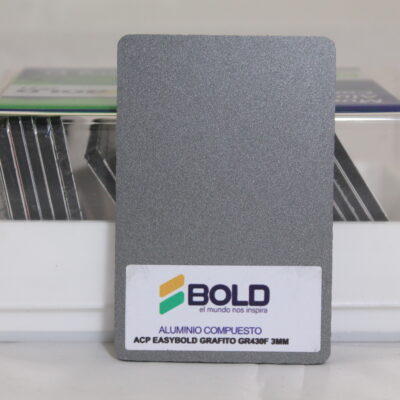 BOLD
el mundo nos inspira
ALUMINIO COMPUESTO
ACP EASYBOLD GRAFITO GR430F 3MM